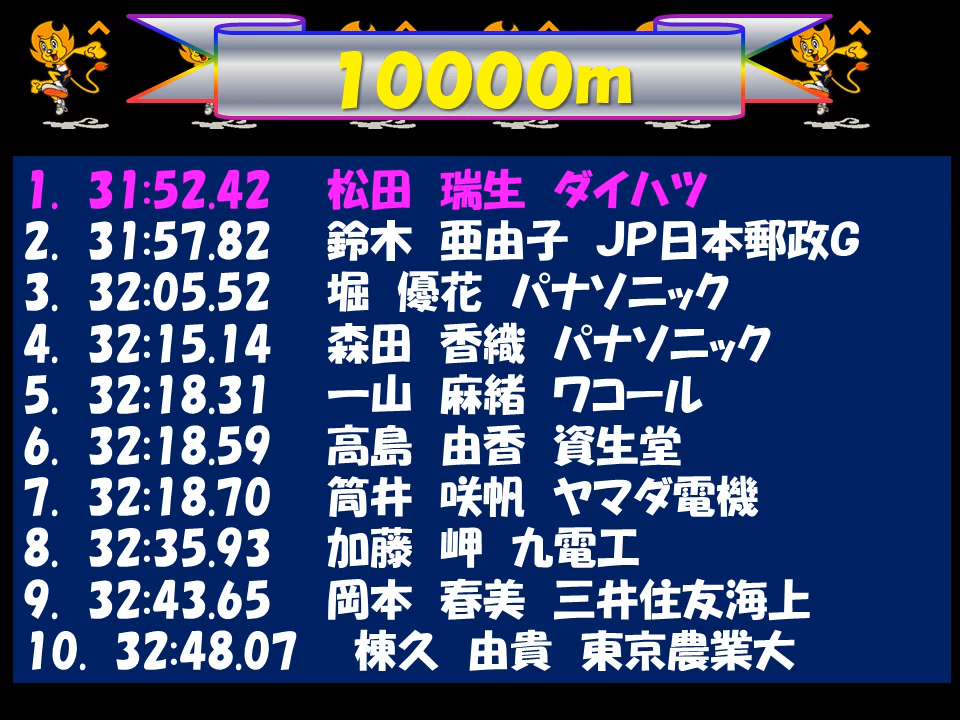 10000m
1. 31:52.42 松田 瑞生 ダイハツ
2. 31:57.82 鈴木 亜由子 JP日本郵政G
3. 32:05.52 堀 優花 パナソニック
4. 32:15.14 森田 香織 パナソニック
5. 32:18.31 一山 麻緒 ワコール
6. 32:18.59 高島 由香 資生堂
7. 32:18.70 筒井 咲帆 ヤマダ電機
8. 32:35.93 加藤 岬 九電工
9. 32:43.65 岡本 春美 三井住友海上
10. 32:48.07 棟久 由貴 東京農業大